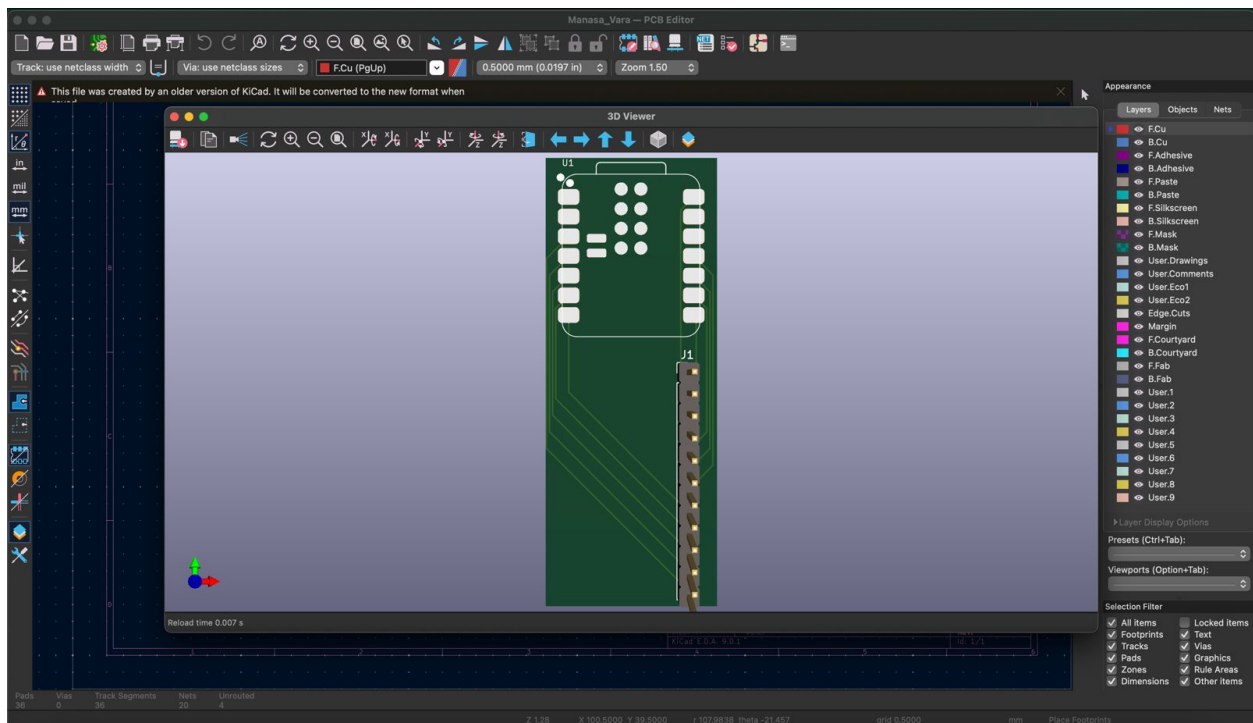 Manasa_Vara — PCB Editor
Track: use netclass width
Via: use netclass sizes
F.Cu (PgUp)
0.5000 mm (0.0197 in)
Zoom 1.50
This file was created by an older version of KiCad. It will be converted to the new format when
saved
3D Viewer
in
mil
mm
U1
J1
Reload time 0.007 s
Appearance
Layers Objects Nets
F.Cu
B.Cu
F.Adhesive
B.Adhesive
F.Paste
B.Paste
F.Silkscreen
B.Silkscreen
F.Mask
B.Mask
User.Drawings
User.Comments
User.Eco1
User.Eco2
Edge.Cuts
Margin
F.Courtyard
B.Courtyard
F.Fab
B.Fab
User.1
User.2
User.3
User.4
User.5
User.6
User.7
User.8
User.9
Layer Display Options
Presets (Ctrl+Tab):
Viewports (Option+Tab):
Selection Filter
All items Locked items
Footprints Text
Tracks Vias
Pads Graphics
Zones Rule Areas
Dimensions Other items
KiCad E.D.A. 9.0.1
Id: 1/1
Pads Vias Track Segments Nets Unrouted
36 0 36 20 4
Z 1.28 X 100.5000 Y 39.5000 r 107.9838 theta -21.457 grid 0.5000 mm Place Footprints